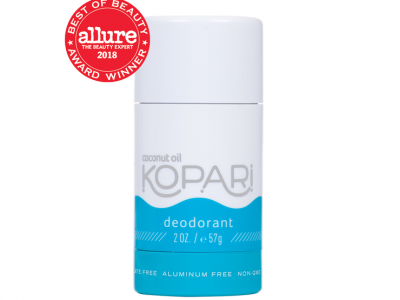 BEST OF BEAUTY
allure
THE BEAUTY EXPERT
2018
AWARD WINNER
coconut oil
KOPARI
deodorant
2 OZ. / ℮ 57g
FREE ALUMINUM FREE